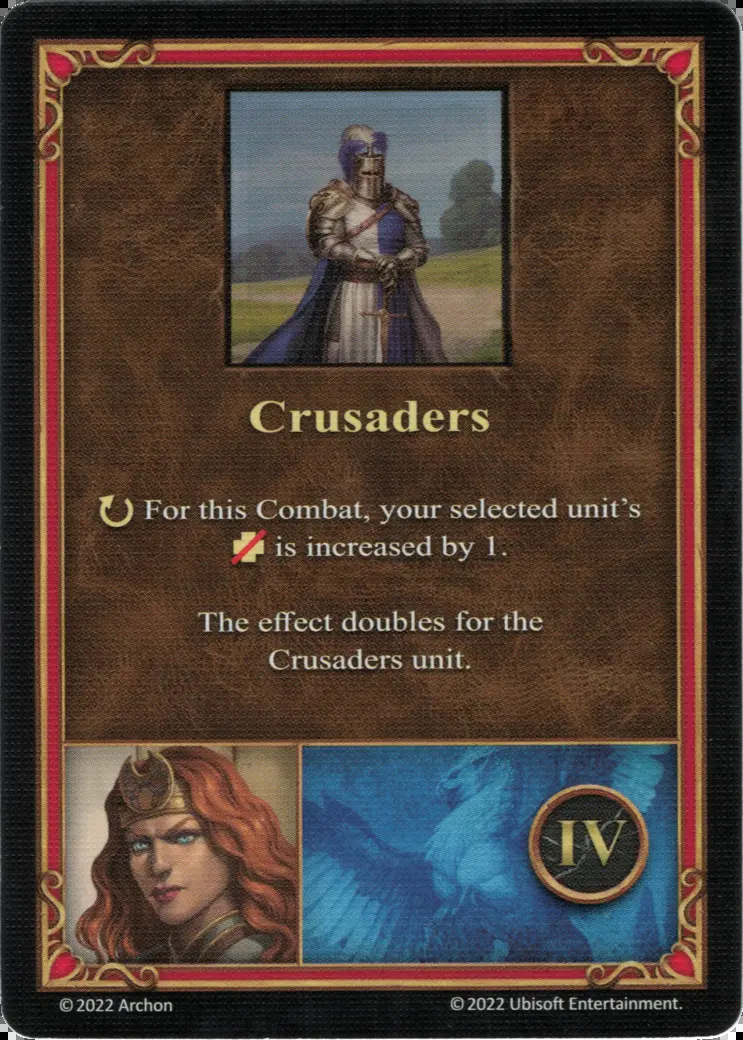 Crusaders
For this Combat, your selected unit's
is increased by 1.
The effect doubles for the
Crusaders unit.
IV
© 2022 Archon
© 2022 Ubisoft Entertainment.